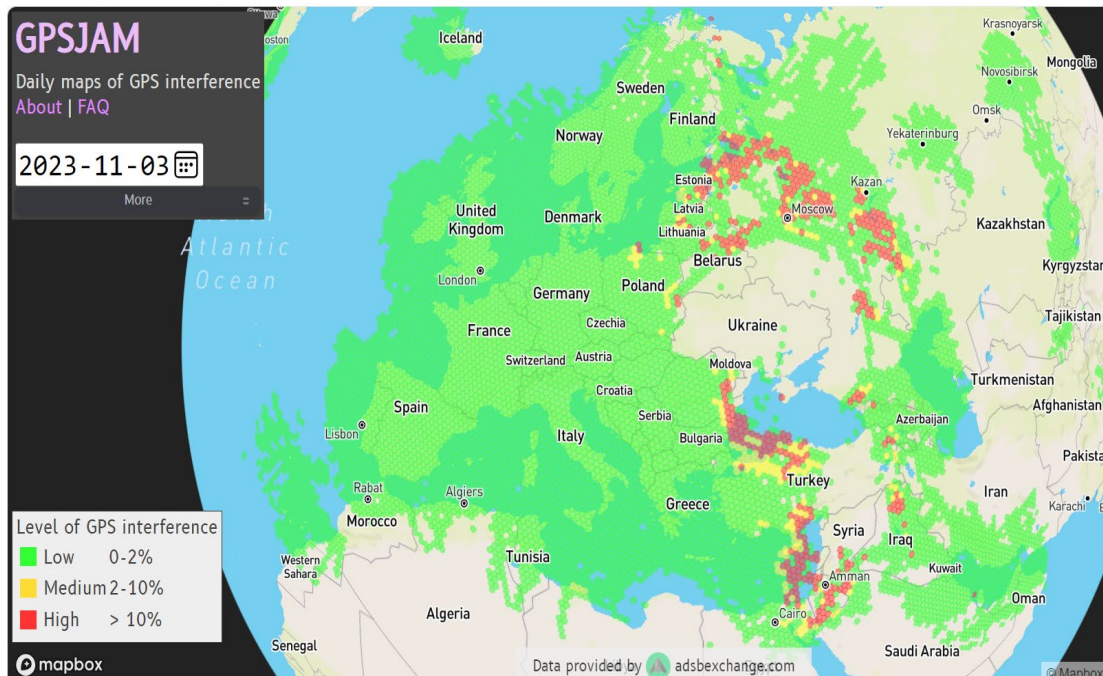 GPSJAM
Daily maps of GPS interference
About | FAQ
2023-11-03
More
Atlantic
Ocean
Iceland
Sweden
Finland
Norway
Estonia
Latvia
Lithuania
Denmark
United
Kingdom
London
Belarus
Poland
Germany
Czechia
Ukraine
France
Switzerland
Austria
Moldova
Croatia
Serbia
Spain
Italy
Bulgaria
Lisbon
Greece
Turkey
Rabat
Algiers
Morocco
Tunisia
Western
Sahara
Algeria
Senegal
Krasnoyarsk
Mongolia
Novosibirsk
Omsk
Yekaterinburg
Kazan
Moscow
Kazakhstan
Kyrgyzstan
Tajikistan
Turkmenistan
Afghanistan
Azerbaijan
Pakist
Iran
Karachi
Syria
Iraq
Amman
Kuwait
Cairo
Oman
Saudi Arabia
Level of GPS interference
Low 0-2%
Medium 2-10%
High > 10%
mapbox
Data provided by adsbexchange.com
© Mapbox